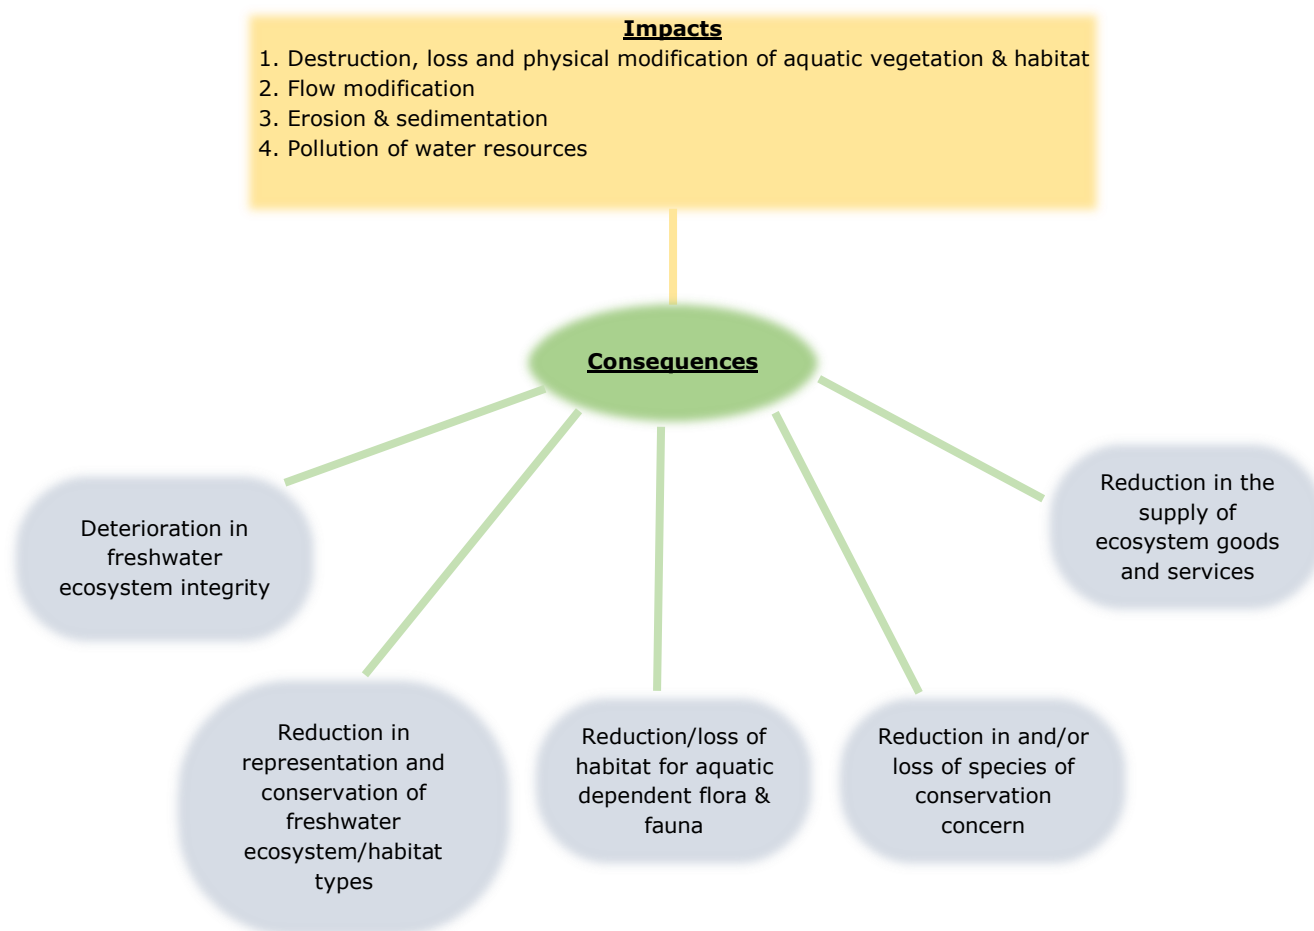 Impacts
1. Destruction, loss and physical modification of aquatic vegetation & habitat
2. Flow modification
3. Erosion & sedimentation
4. Pollution of water resources
Consequences
Deterioration in
freshwater
ecosystem integrity
Reduction in
representation and
conservation of
freshwater
ecosystem/habitat
types
Reduction/loss of
habitat for aquatic
dependent flora &
fauna
Reduction in and/or
loss of species of
conservation
concern
Reduction in the
supply of
ecosystem goods
and services